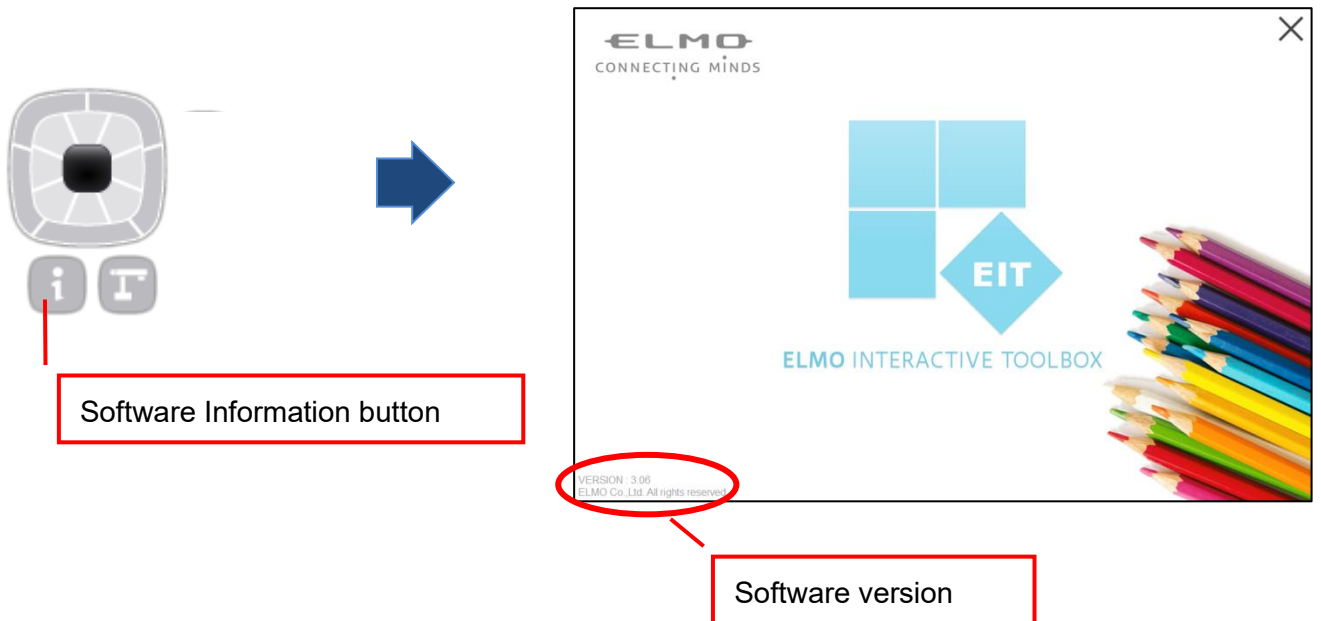 ELMO
CONNECTING MINDS
i
EIT
ELMO INTERACTIVE TOOLBOX
Software Information button
VERSION : 3.06
ELMO Co.,Ltd. All rights reserved
Software version